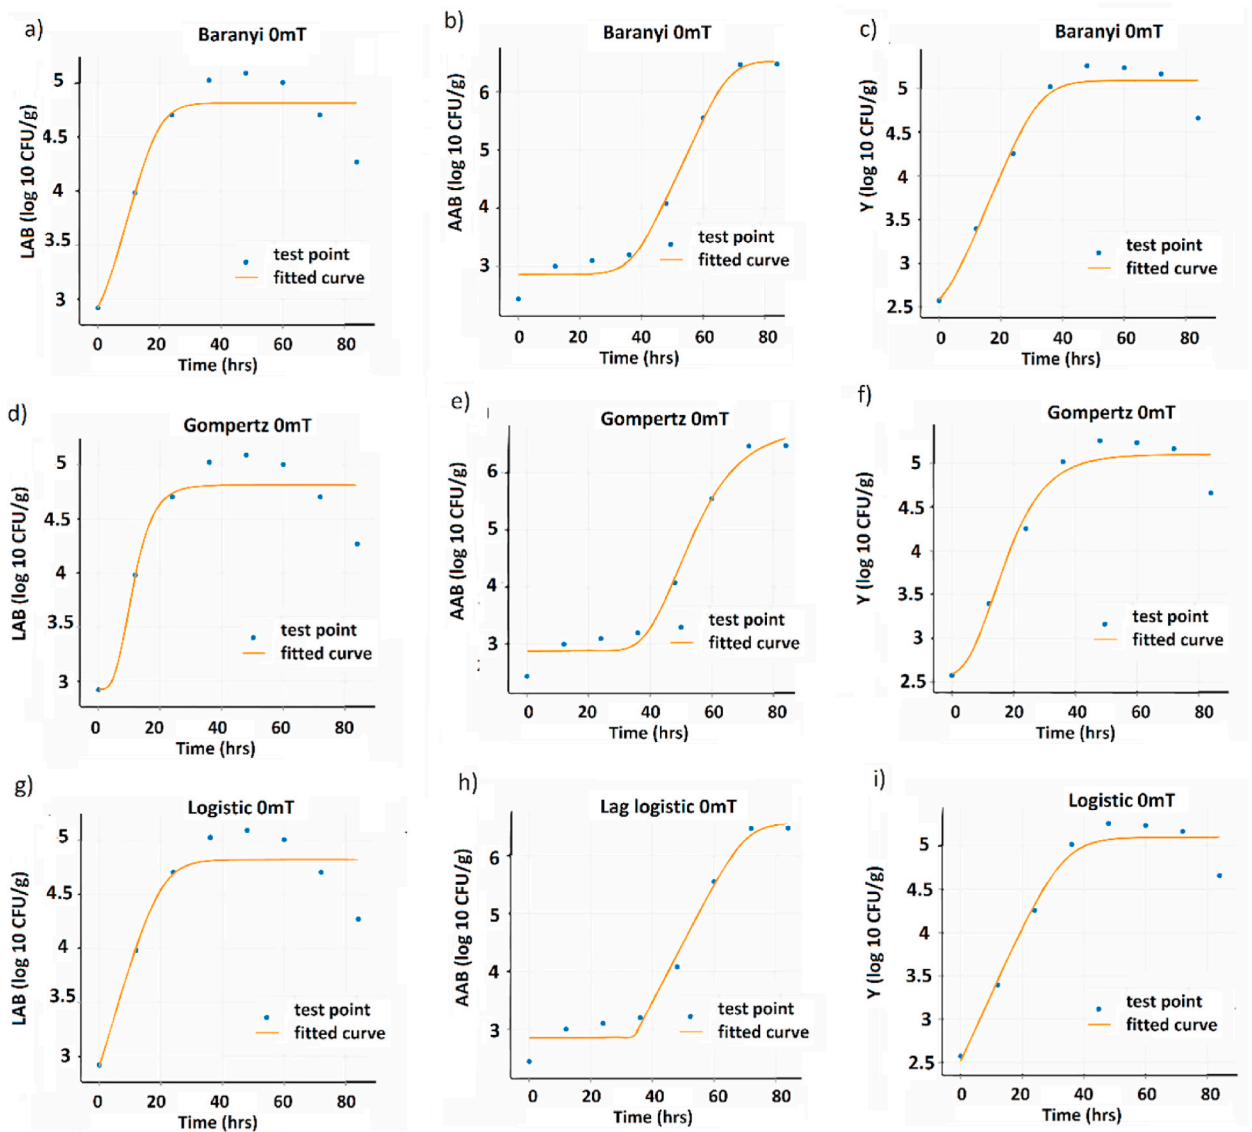 a)
Baranyi 0mT
LAB (log 10 CFU/g)
5
4.5
4
3.5
3
test point
fitted curve
0
20
40
60
80
Time (hrs)
b)
Baranyi 0mT
AAB (log 10 CFU/g)
6
5
4
3
test point
fitted curve
0
20
40
60
80
Time (hrs)
c)
Baranyi 0mT
Y (log 10 CFU/g)
5
4.5
4
3.5
3
2.5
test point
fitted curve
0
20
40
60
80
Time (hrs)
d)
Gompertz 0mT
LAB (log 10 CFU/g)
5
4.5
4
3.5
3
test point
fitted curve
0
20
40
60
80
Time (hrs)
e)
Gompertz 0mT
AAB (log 10 CFU/g)
6
5
4
3
test point
fitted curve
0
20
40
60
80
Time (hrs)
f)
Gompertz 0mT
Y (log 10 CFU/g)
5
4.5
4
3.5
3
2.5
test point
fitted curve
0
20
40
60
80
Time (hrs)
g)
Logistic 0mT
LAB (log 10 CFU/g)
5
4.5
4
3.5
3
test point
fitted curve
0
20
40
60
80
Time (hrs)
h)
Lag logistic 0mT
AAB (log 10 CFU/g)
6
5
4
3
test point
fitted curve
0
20
40
60
80
Time (hrs)
i)
Logistic 0mT
Y (log 10 CFU/g)
5
4.5
4
3.5
3
2.5
test point
fitted curve
0
20
40
60
80
Time (hrs)